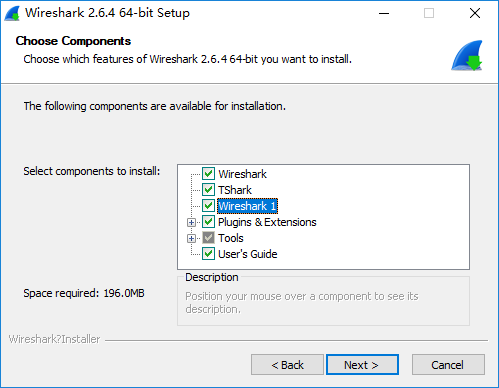 Wireshark 2.6.4 64-bit Setup
Choose Components
Choose which features of Wireshark 2.6.4 64-bit you want to install.
The following components are available for installation.
Select components to install:
Wireshark
TShark
Wireshark 1
Plugins & Extensions
Tools
User's Guide
Space required: 196.0MB
Description
Position your mouse over a component to see its
description.
Wireshark?Installer
< Back
Next >
Cancel